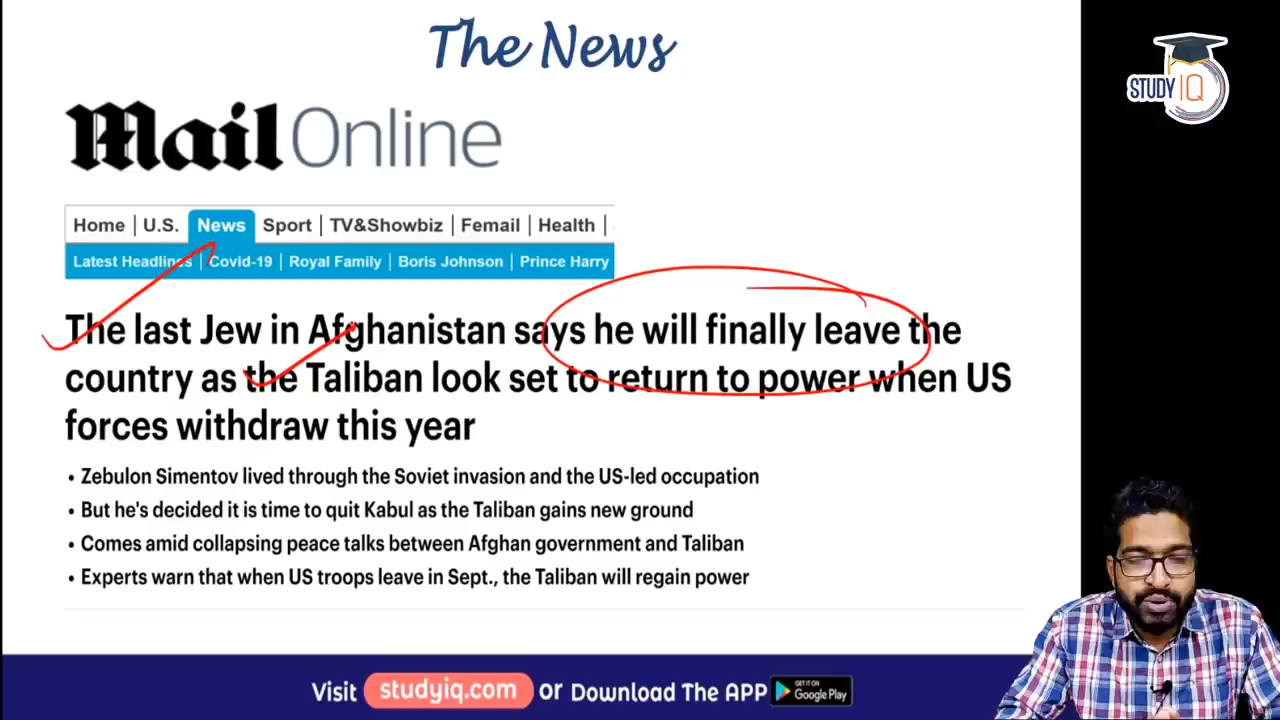 The News
STUDY IQ
Mail Online
Home | U.S. | News | Sport | TV&Showbiz | Femail | Health |
Latest Headlines | Covid-19 | Royal Family | Boris Johnson | Prince Harry
The last Jew in Afghanistan says he will finally leave the
country as the Taliban look set to return to power when US
forces withdraw this year
• Zebulon Simentov lived through the Soviet invasion and the US-led occupation
• But he's decided it is time to quit Kabul as the Taliban gains new ground
• Comes amid collapsing peace talks between Afghan government and Taliban
• Experts warn that when US troops leave in Sept., the Taliban will regain power
Visit studyiq.com or Download The APP GET IT ON Google Play